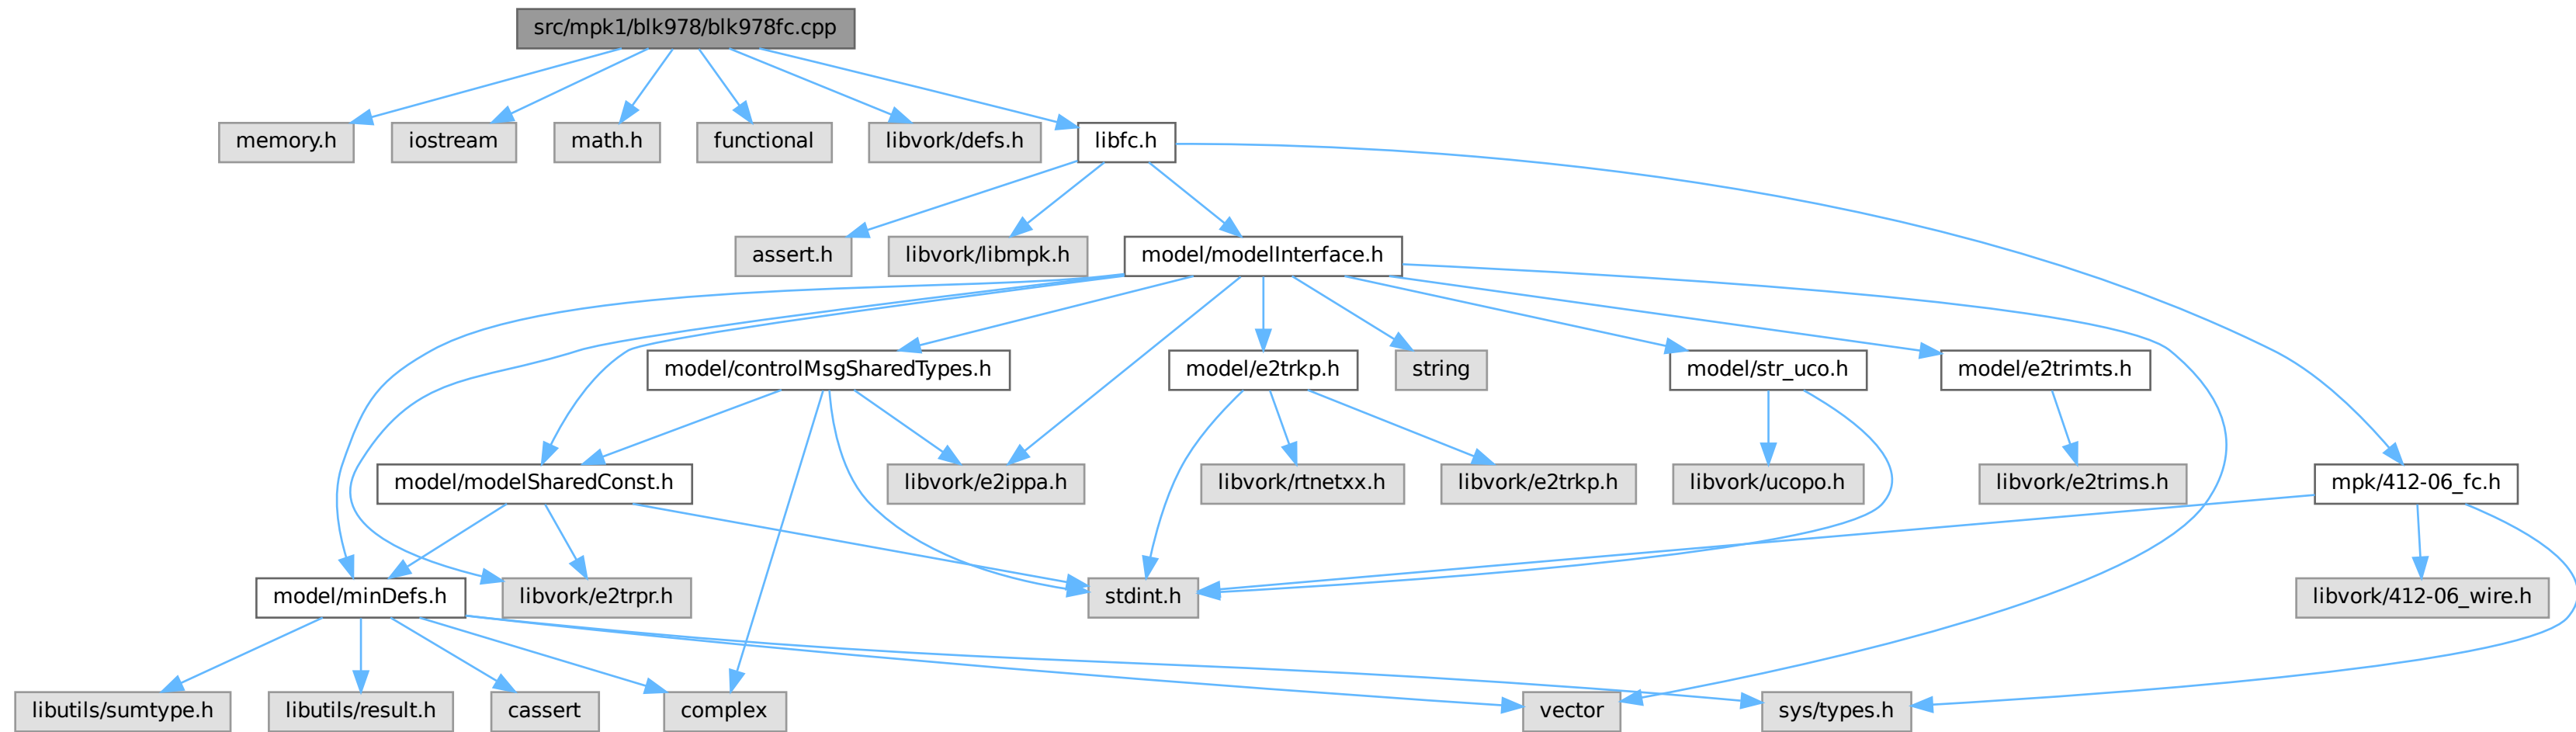 src/mpk1/blk978/blk978fc.cpp
memory.h
iostream
math.h
functional
libvork/defs.h
libfc.h
assert.h
libvork/libmpk.h
model/modelInterface.h
model/controlMsgSharedTypes.h
model/e2trkp.h
string
model/str_uco.h
model/e2trimts.h
model/modelSharedConst.h
libvork/e2ippa.h
libvork/rtnetxx.h
libvork/e2trkp.h
libvork/ucopo.h
libvork/e2trims.h
mpk/412-06_fc.h
model/minDefs.h
libvork/e2trpr.h
stdint.h
libvork/412-06_wire.h
libutils/sumtype.h
libutils/result.h
cassert
complex
vector
sys/types.h